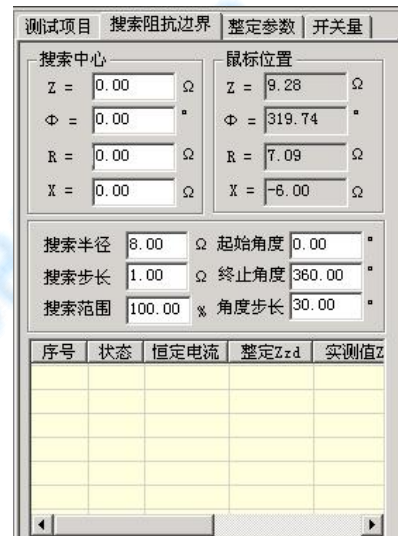 测试项目 搜索阻抗边界 整定参数 开关量
搜索中心 鼠标位置
Z = 0.00 Ω Z = 9.28 Ω
Φ = 0.00 ° Φ = 319.74 °
R = 0.00 Ω R = 7.09 Ω
X = 0.00 Ω X = -6.00 Ω
搜索半径 8.00 Ω 起始角度 0.00 °
搜索步长 1.00 Ω 终止角度 360.00 °
搜索范围 100.00 % 角度步长 30.00 °
序号 状态 恒定电流 整定Zzd 实测值Z